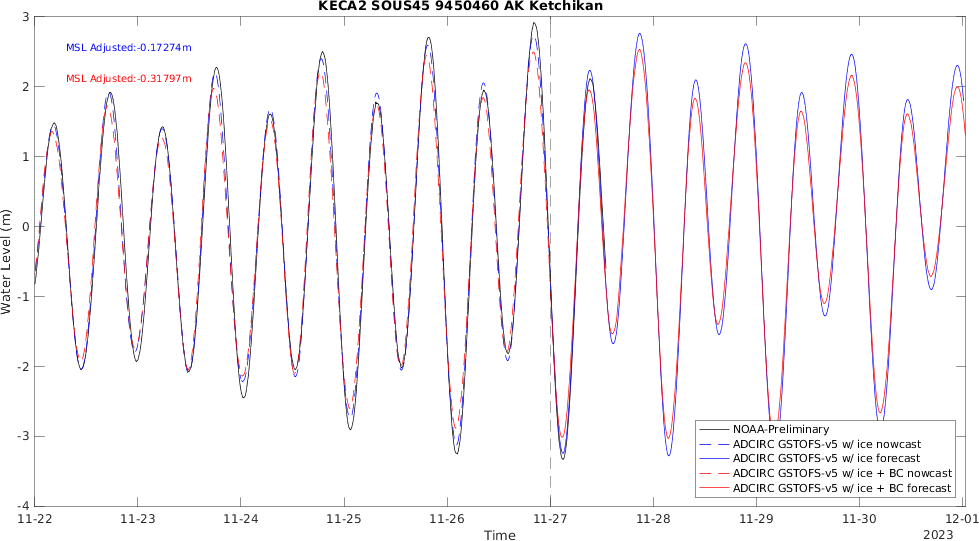 KECA2 SOUS45 9450460 AK Ketchikan
MSL Adjusted:-0.17274m
MSL Adjusted:-0.31797m
Water Level (m)
3
2
1
0
-1
-2
-3
-4
NOAA-Preliminary
ADCIRC GSTOFS-v5 w/ ice nowcast
ADCIRC GSTOFS-v5 w/ ice forecast
ADCIRC GSTOFS-v5 w/ ice + BC nowcast
ADCIRC GSTOFS-v5 w/ ice + BC forecast
11-22 11-23 11-24 11-25 11-26 11-27 11-28 11-29 11-30 12-01
Time
2023